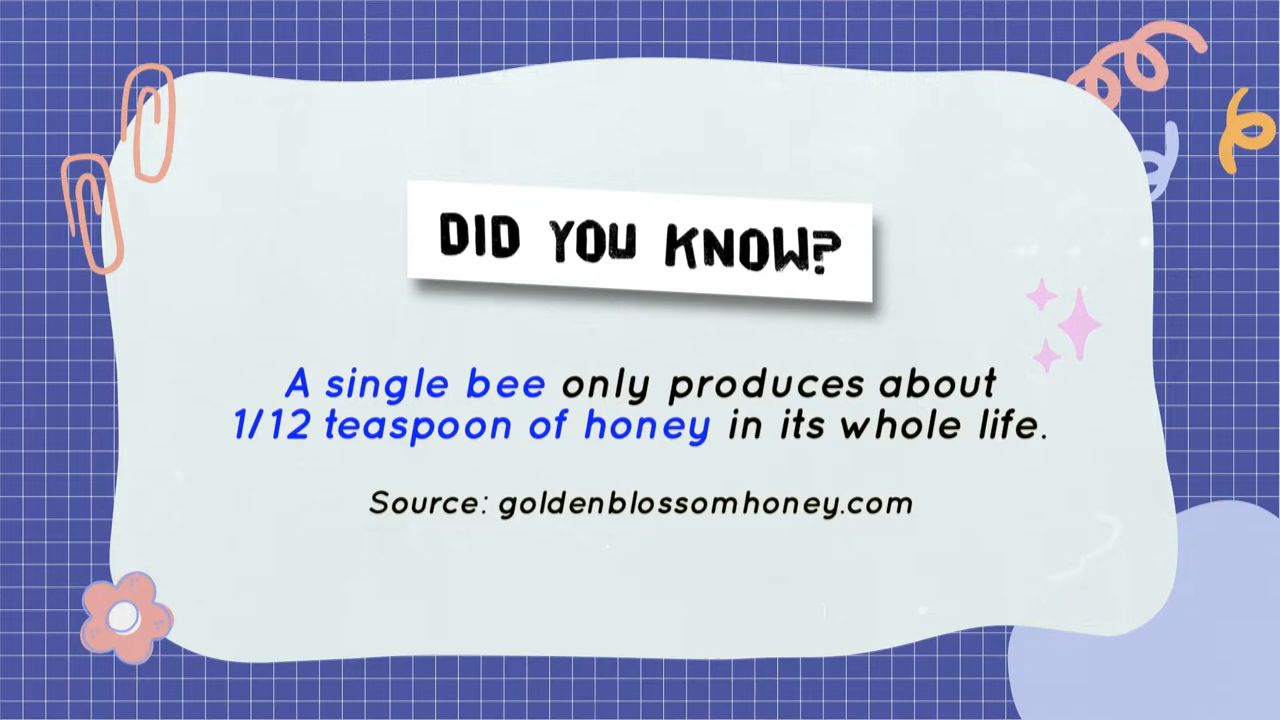 DID YOU KNOW?
A single bee only produces about
1/12 teaspoon of honey in its whole life.
Source: goldenblossomhoney.com